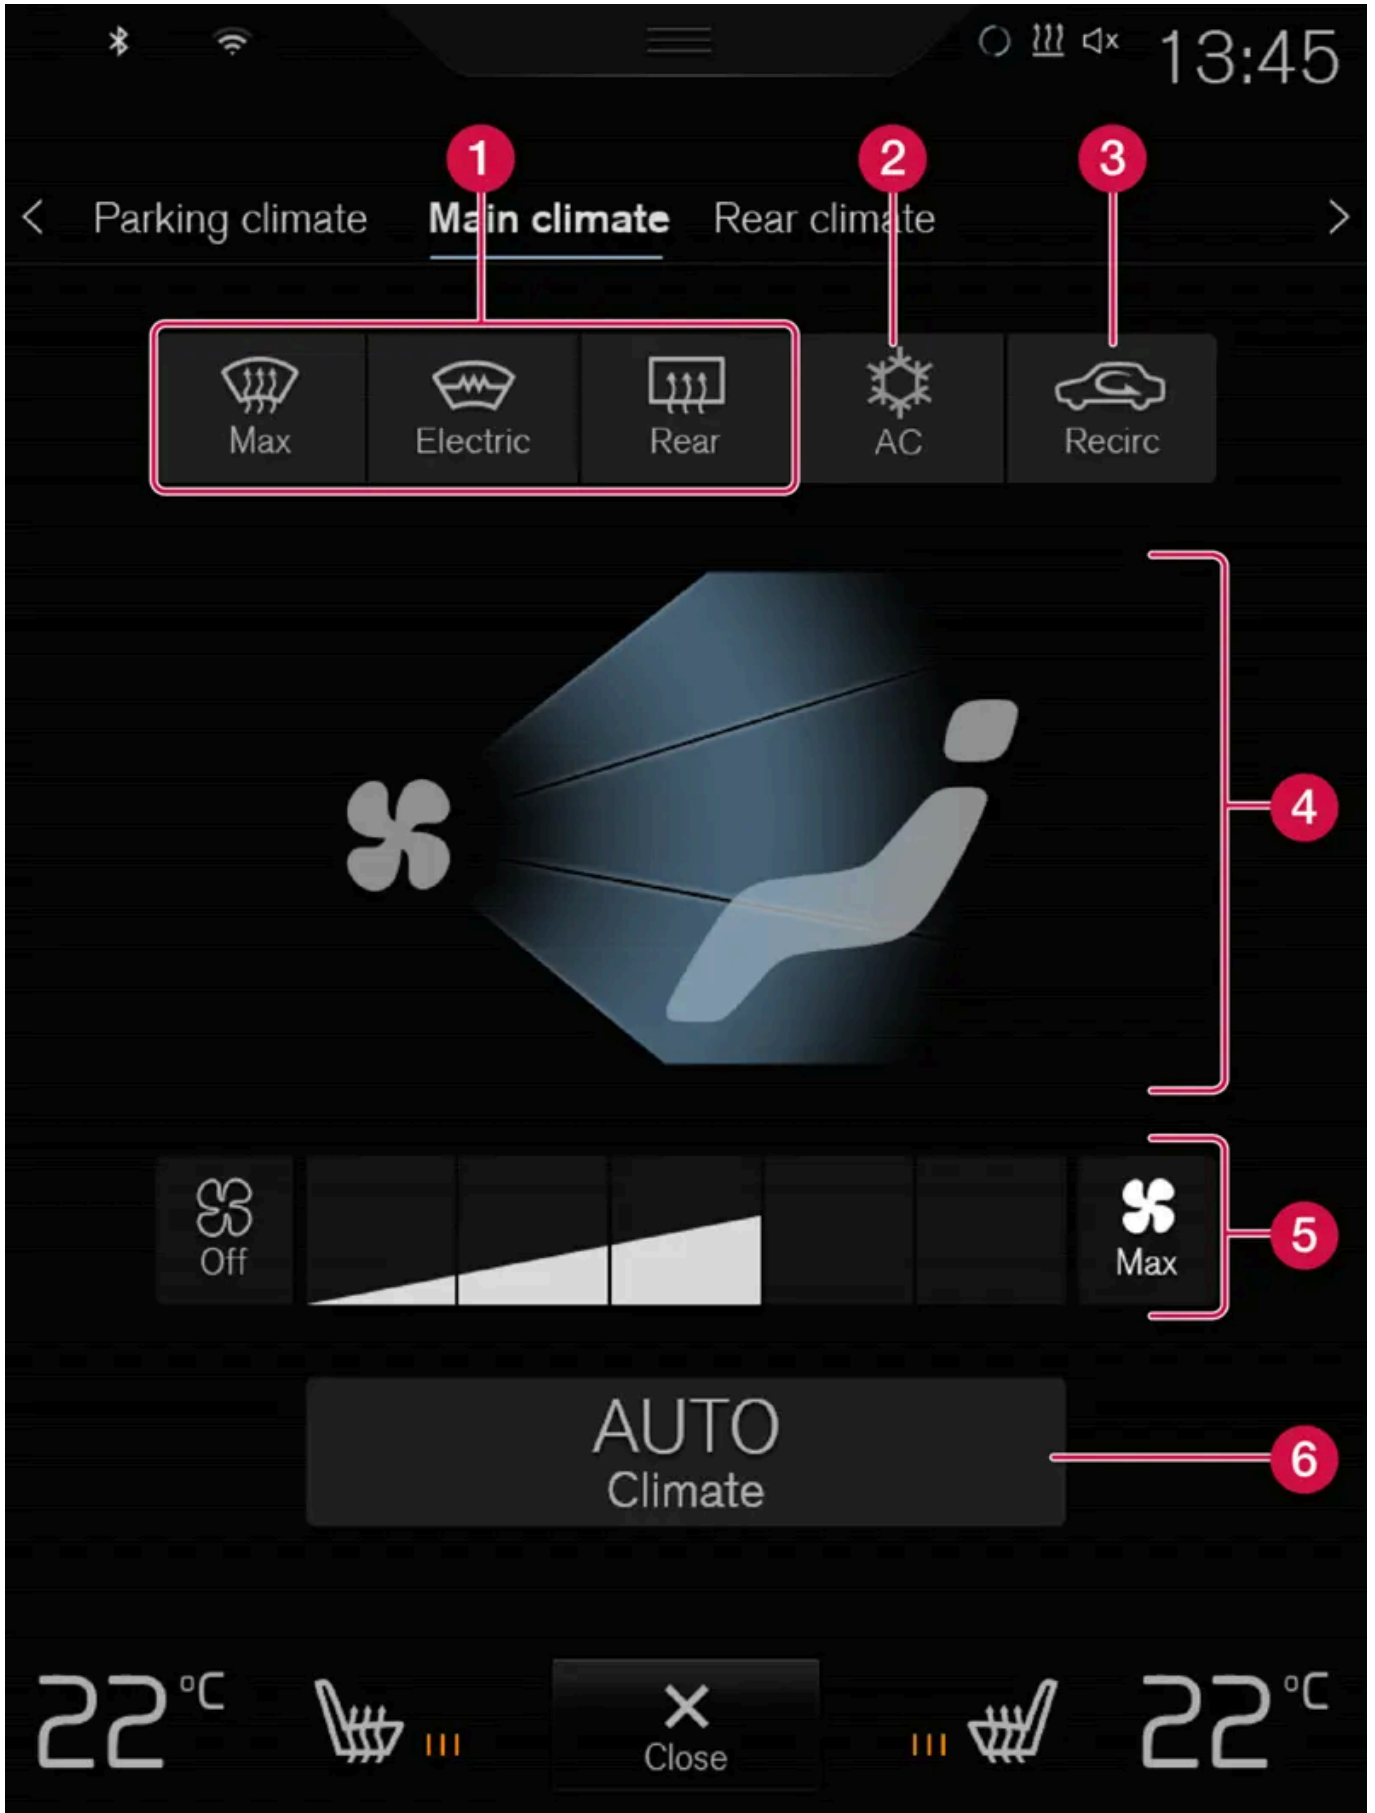 13:45
1 2 3
Parking climate Main climate Rear climate
Max Electric Rear AC Recirc
4
Off Max
5
AUTO
Climate
6
22°C Close 22°C